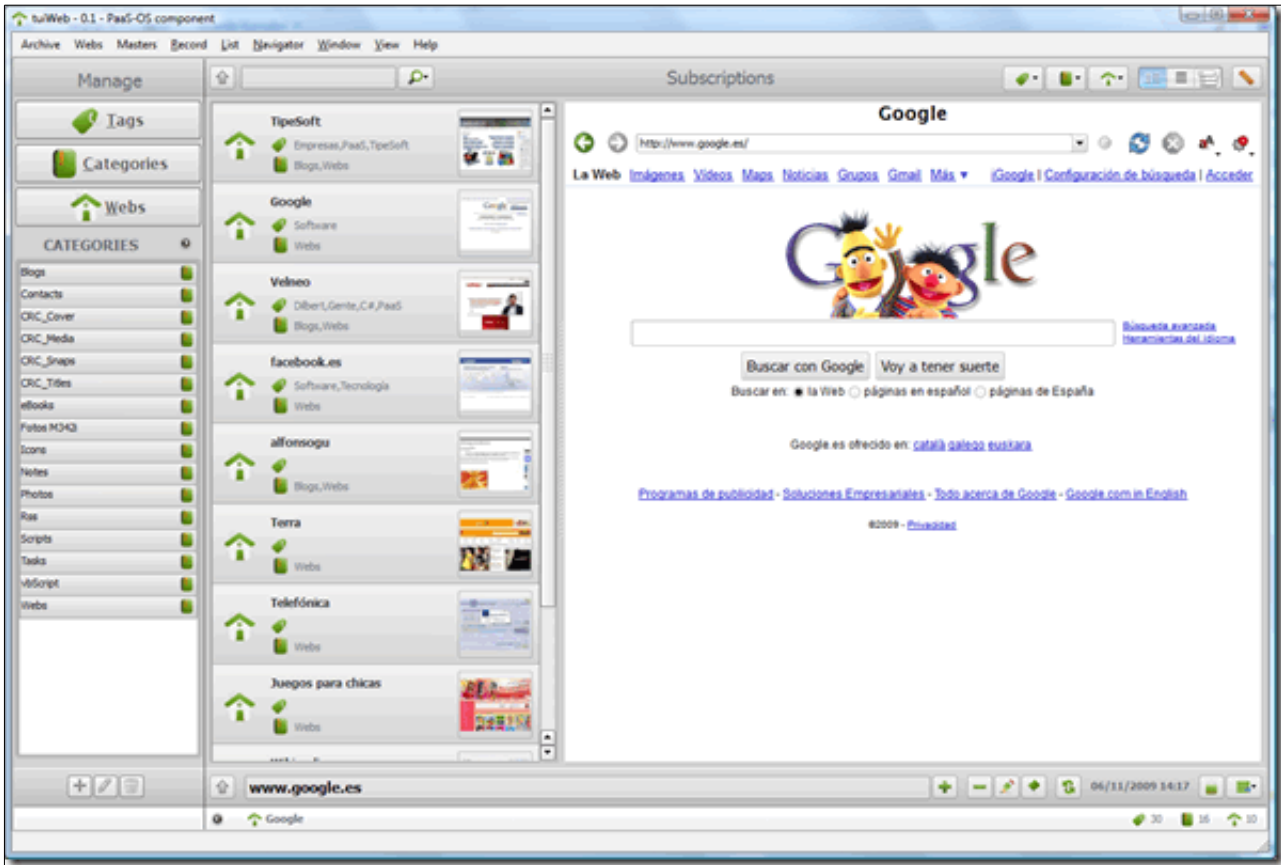 tuiWeb - 0.1 - PaaS-OS component
Archive Webs Masters Record List Navigator Window View Help
Manage
Subscriptions
Tags
Categories
Webs
CATEGORIES
Blogs
Contacts
CRC_Cover
CRC_Media
CRC_Snaps
CRC_Titles
eBooks
Fotos M342i
Icons
Notes
Photos
Rss
Scripts
Tasks
VbScript
Webs
TipeSoft
Empresas,PaaS,TipeSoft
Blogs,Webs
Google
Software
Webs
Velneo
Dilbert,Gente,C#,PaaS
Blogs,Webs
facebook.es
Software,Tecnología
Webs
alfonsogu
Blogs,Webs
Terra
Webs
Telefónica
Webs
Juegos para chicas
Webs
Google
http://www.google.es/
La Web Imágenes Vídeos Maps Noticias Grupos Gmail Más ▼ iGoogle | Configuración de búsqueda | Acceder
Google
Búsqueda avanzada
Herramientas del idioma
Buscar con Google Voy a tener suerte
Buscar en: la Web páginas en español páginas de España
Google.es ofrecido en: català galego euskara
Programas de publicidad - Soluciones Empresariales - Todo acerca de Google - Google.com in English
©2009 - Privacidad
www.google.es
06/11/2009 14:17
Google
30 16 10